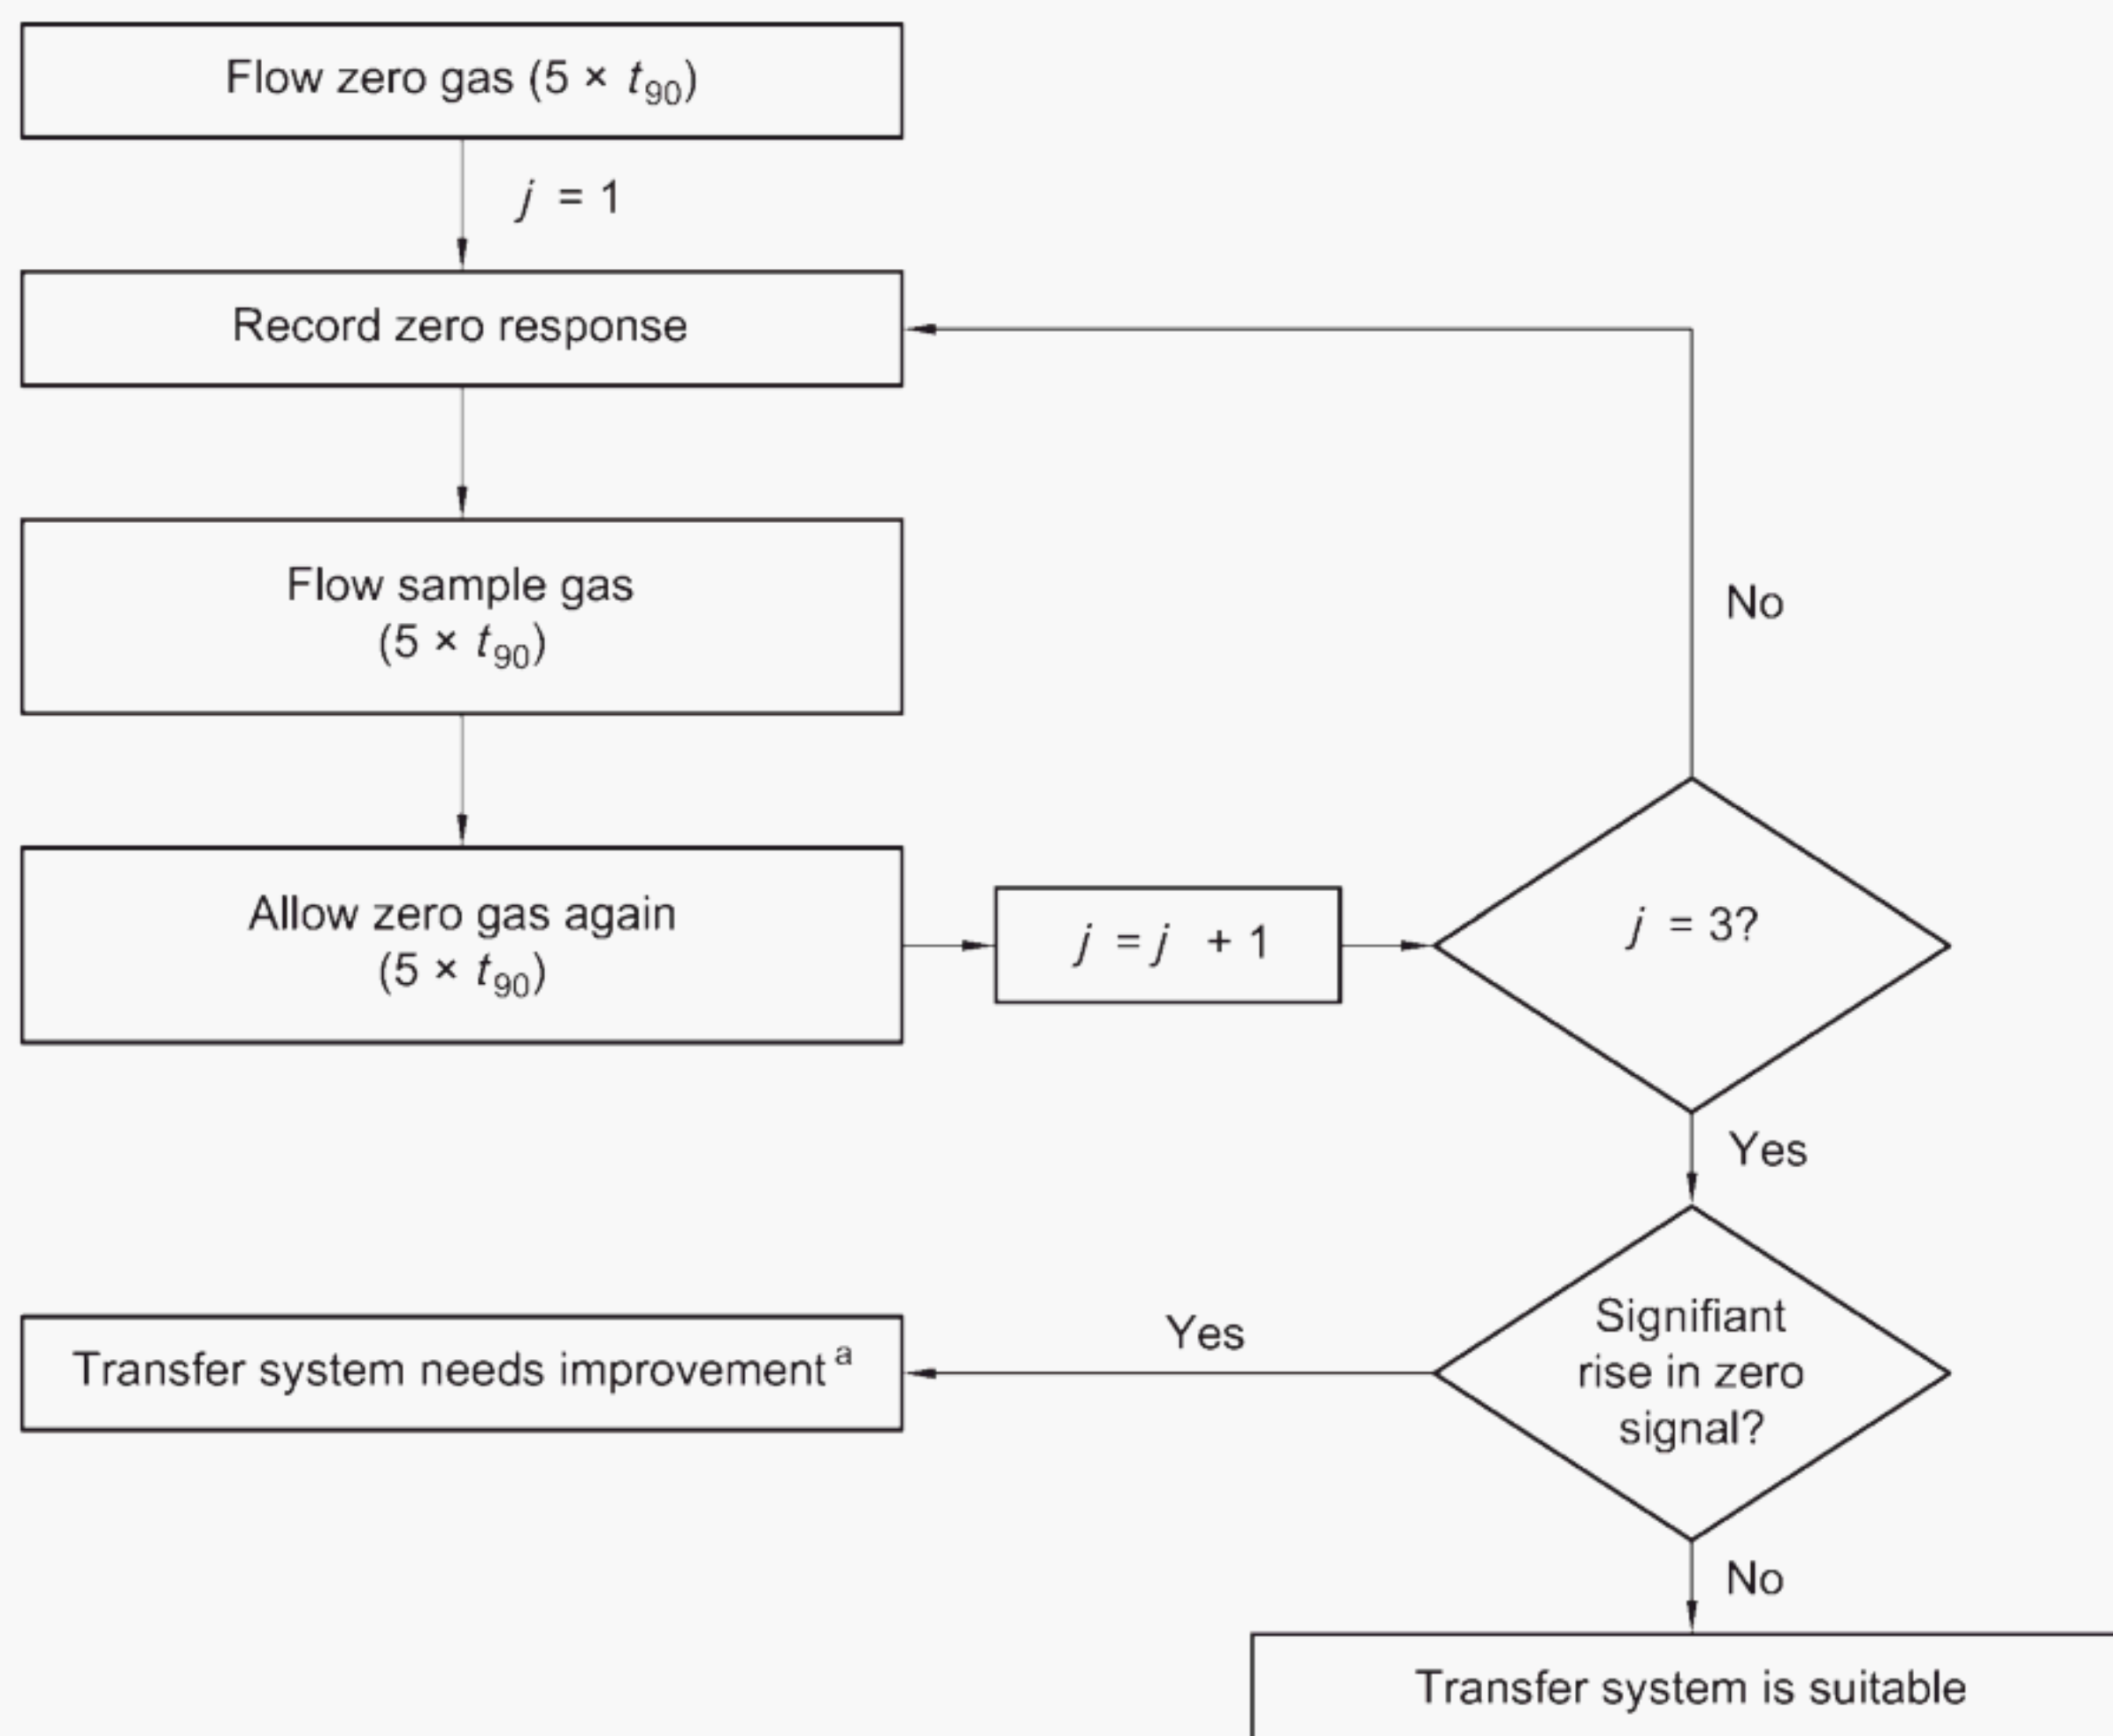 Flow zero gas (5 × t90)
j = 1
Record zero response
Flow sample gas
(5 × t90)
No
Allow zero gas again
(5 × t90)
j = j + 1
j = 3?
Yes
Signifiant
rise in zero
signal?
Yes
Transfer system needs improvement a
No
Transfer system is suitable